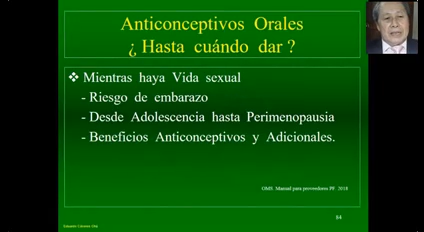 Anticonceptivos Orales
¿ Hasta cuándo dar ?
❖ Mientras haya Vida sexual
- Riesgo de embarazo
- Desde Adolescencia hasta Perimenopausia
- Beneficios Anticonceptivos y Adicionales.
OMS. Manual para proveedores PF. 2018
84